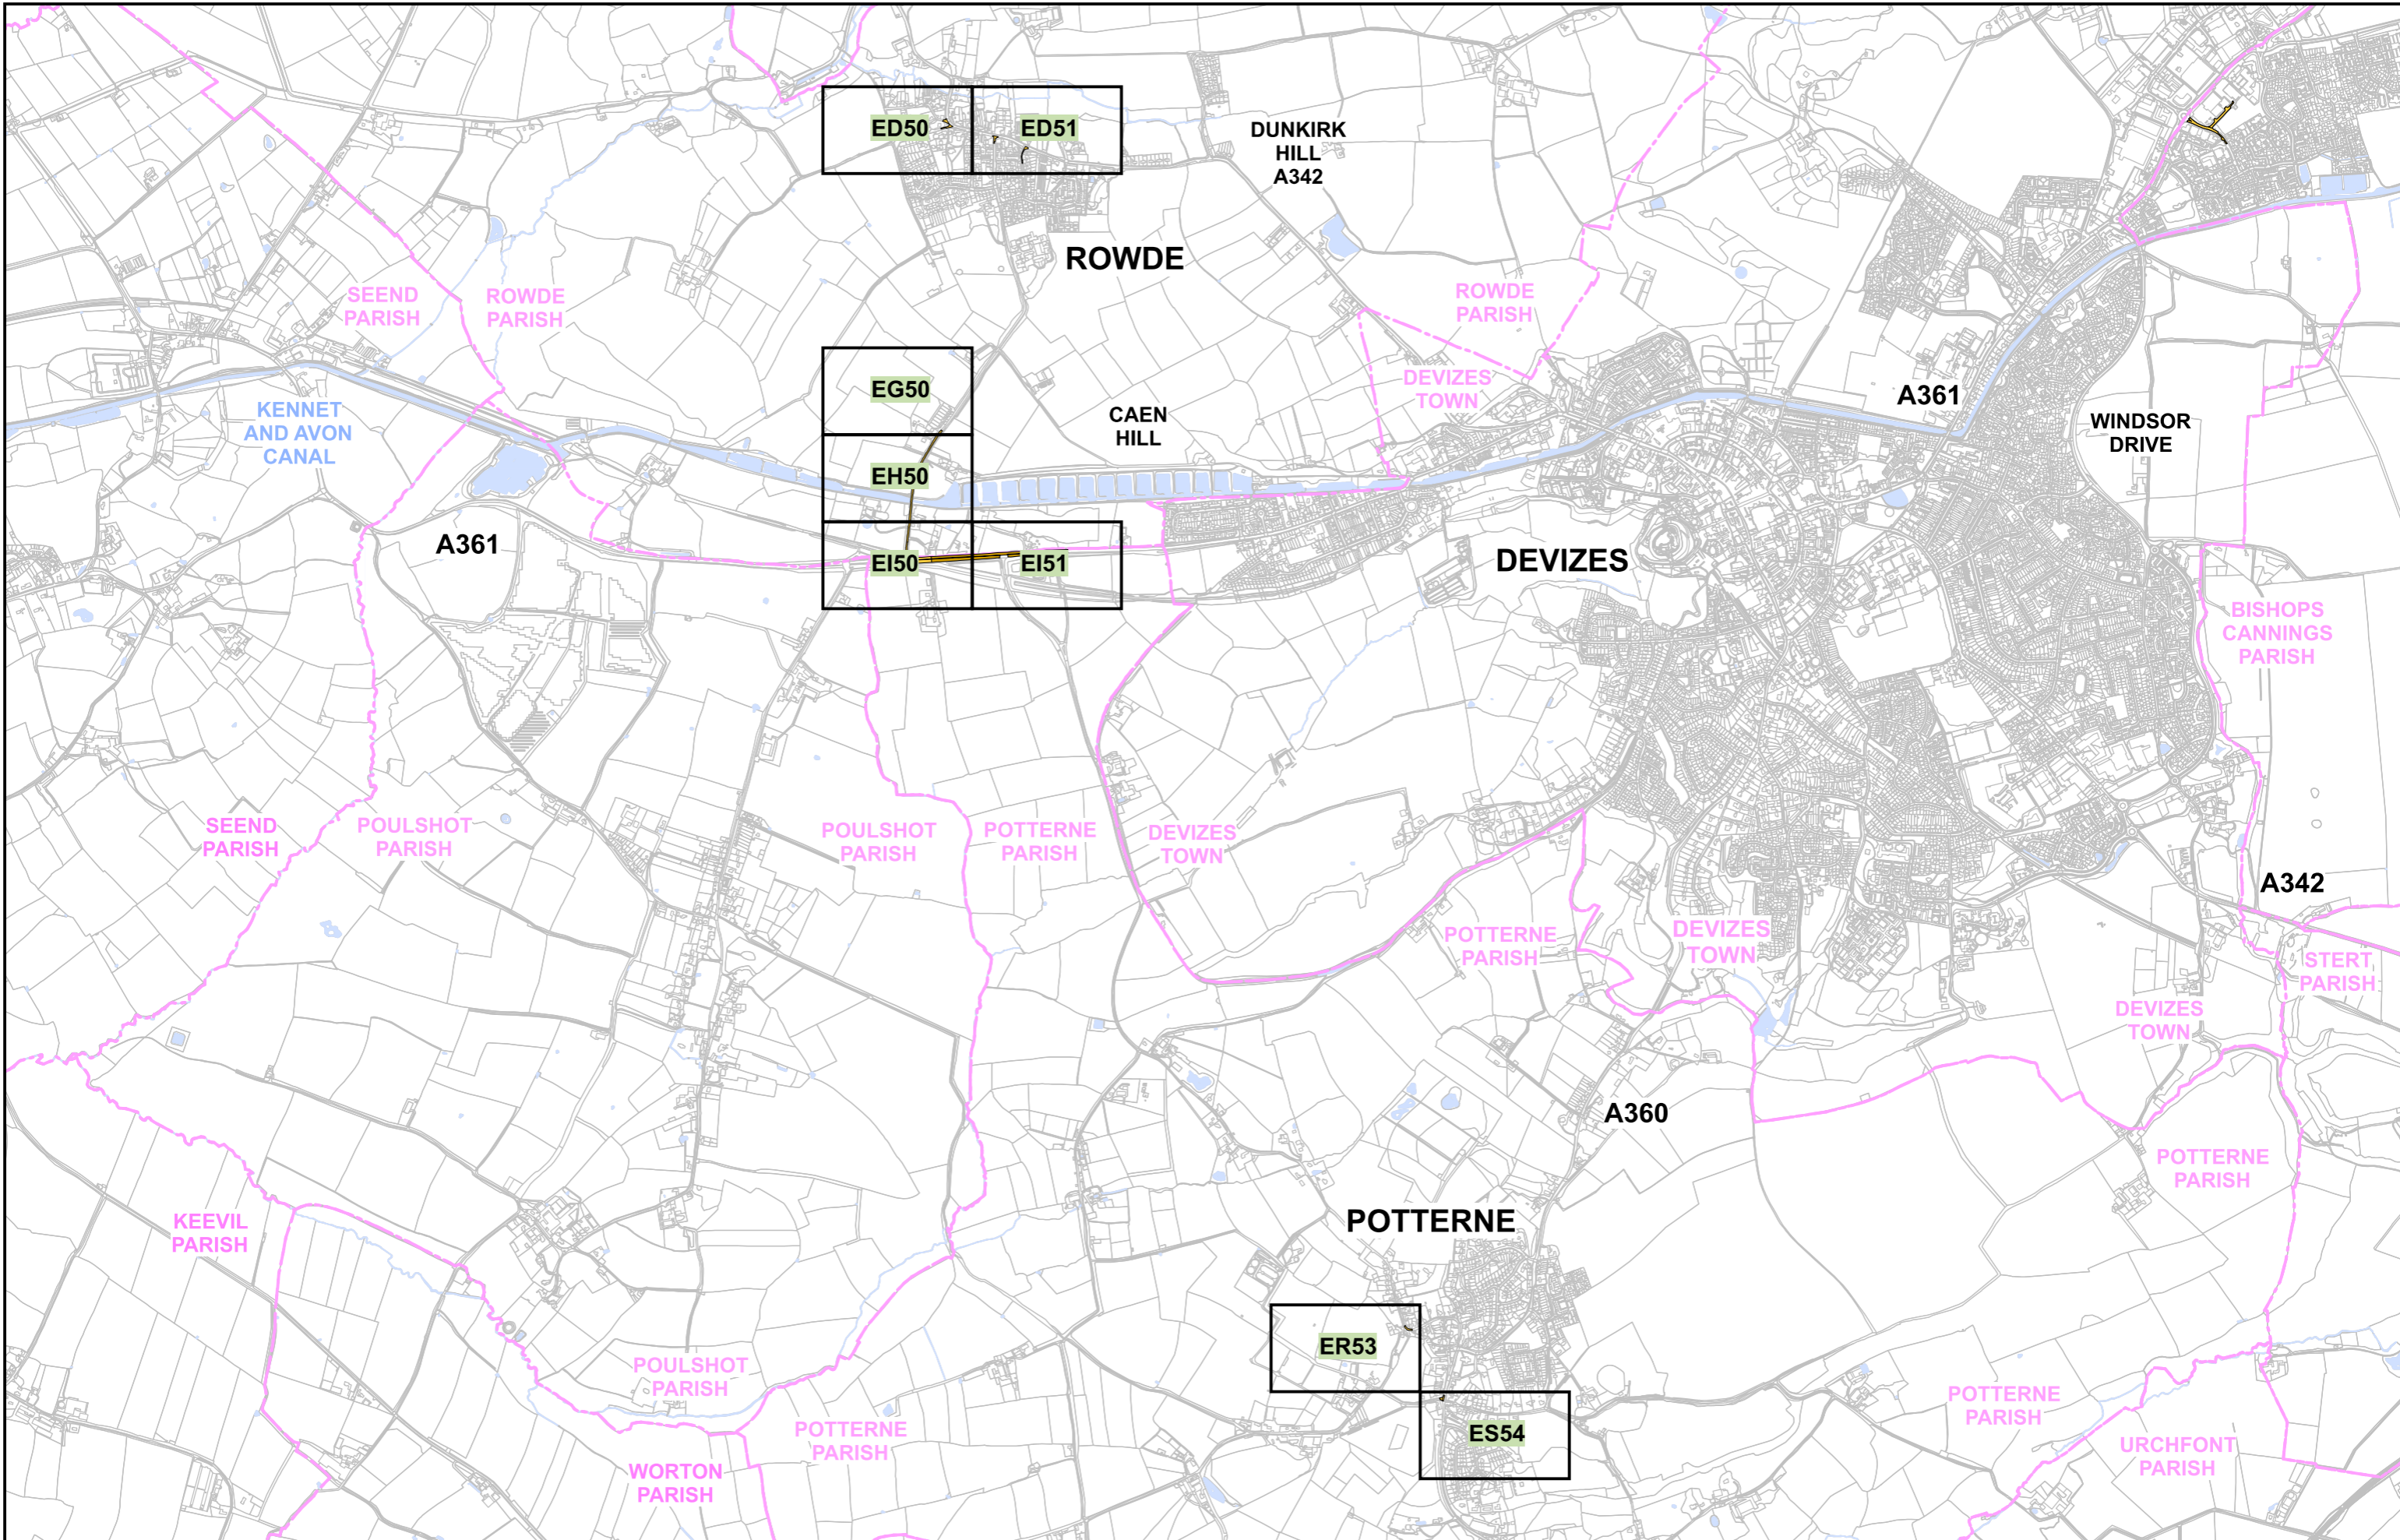 ED50
ED51
DUNKIRK
HILL
A342
ROWDE
SEEND
PARISH
ROWDE
PARISH
ROWDE
PARISH
EG50
DEVIZES
TOWN
A361
KENNET
AND AVON
CANAL
CAEN
HILL
WINDSOR
DRIVE
EH50
A361
EI50
EI51
DEVIZES
BISHOPS
CANNINGS
PARISH
SEEND
PARISH
POULSHOT
PARISH
POULSHOT
PARISH
POTTERNE
PARISH
DEVIZES
TOWN
A342
POTTERNE
PARISH
DEVIZES
TOWN
STERT
PARISH
DEVIZES
TOWN
A360
POTTERNE
PARISH
KEEVIL
PARISH
POTTERNE
ER53
POULSHOT
PARISH
POTTERNE
PARISH
POTTERNE
PARISH
ES54
URCHFONT
PARISH
WORTON
PARISH